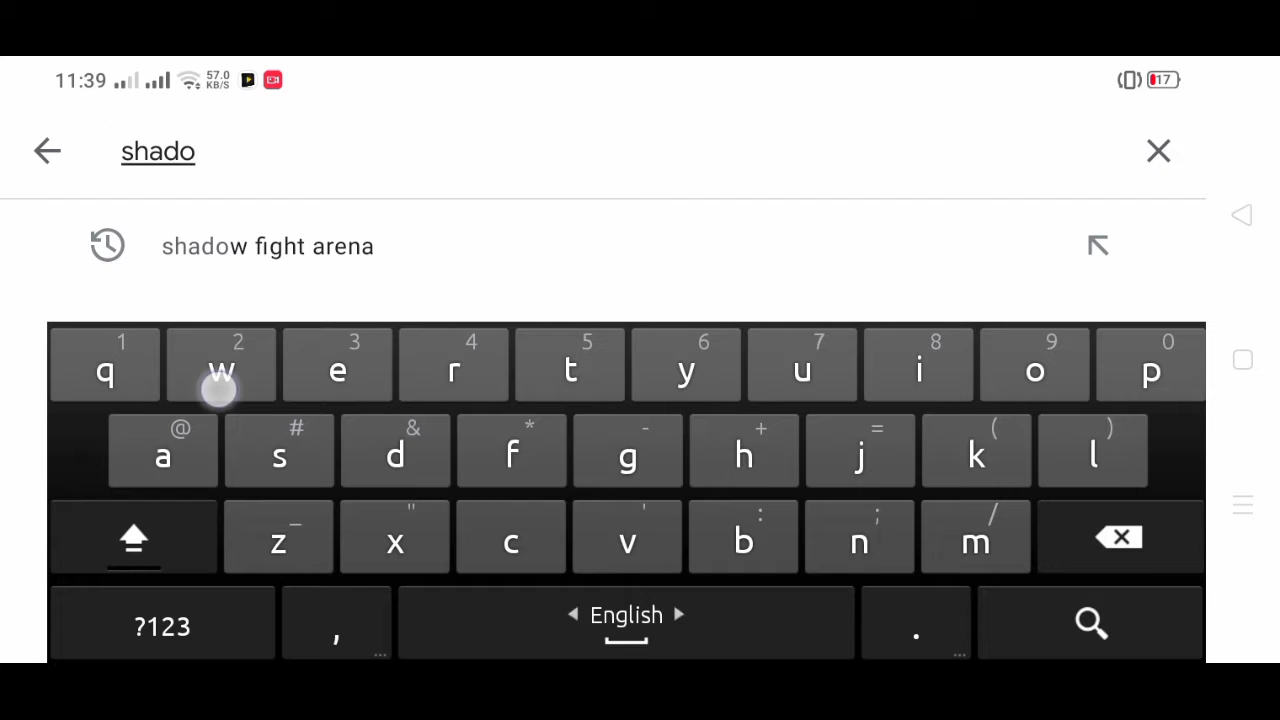 11:39 57.0 KB/S 17
shado
shadow fight arena
1 2 3 4 5 6 7 8 9 0
q w e r t y u i o p
@ # & * - + = ( )
a s d f g h j k l
_ " ' : ; /
z x c v b n m
?123 , English .
... ...